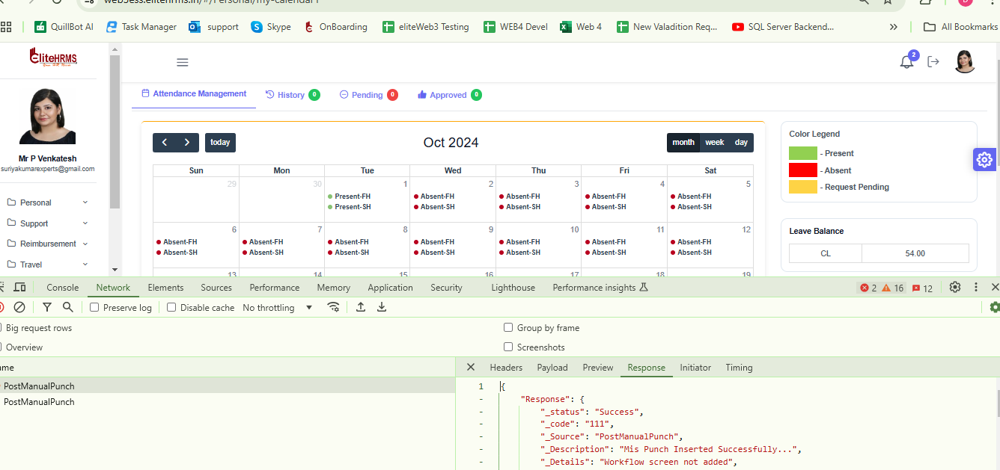 web5ess.elitehrms.in/#/Personal/my-calendar1
QuillBot AI Task Manager support Skype OnBoarding eliteWeb3 Testing WEB4 Devel Web 4 New Valadition Req... SQL Server Backend... » All Bookmarks
EliteHRMS
2
Attendance Management History 0 Pending 0 Approved 0
Mr P Venkatesh
suriyakumarexperts@gmail.com
Personal
Support
Reimbursement
Travel
today Oct 2024 month week day
Sun Mon Tue Wed Thu Fri Sat
29 30 1 2 3 4 5
Present-FH Absent-FH Absent-FH Absent-FH Absent-FH
Present-SH Absent-SH Absent-SH Absent-SH Absent-SH
6 7 8 9 10 11 12
Absent-FH Absent-FH Absent-FH Absent-FH Absent-FH Absent-FH Absent-FH
Absent-SH Absent-SH Absent-SH Absent-SH Absent-SH Absent-SH Absent-SH
13 14 15 16 17 18 19
Color Legend
- Present
- Absent
- Request Pending
Leave Balance
CL 54.00
Console Network Elements Sources Performance Memory Application Security Lighthouse Performance insights 2 16 12
Preserve log Disable cache No throttling
Big request rows Group by frame
Overview Screenshots
ame
PostManualPunch
PostManualPunch
Headers Payload Preview Response Initiator Timing
1 {
- "Response": {
- "_status": "Success",
- "_code": "111",
- "_Source": "PostManualPunch",
- "_Description": "Mis Punch Inserted Successfully...",
- "_Details": "Workflow screen not added",